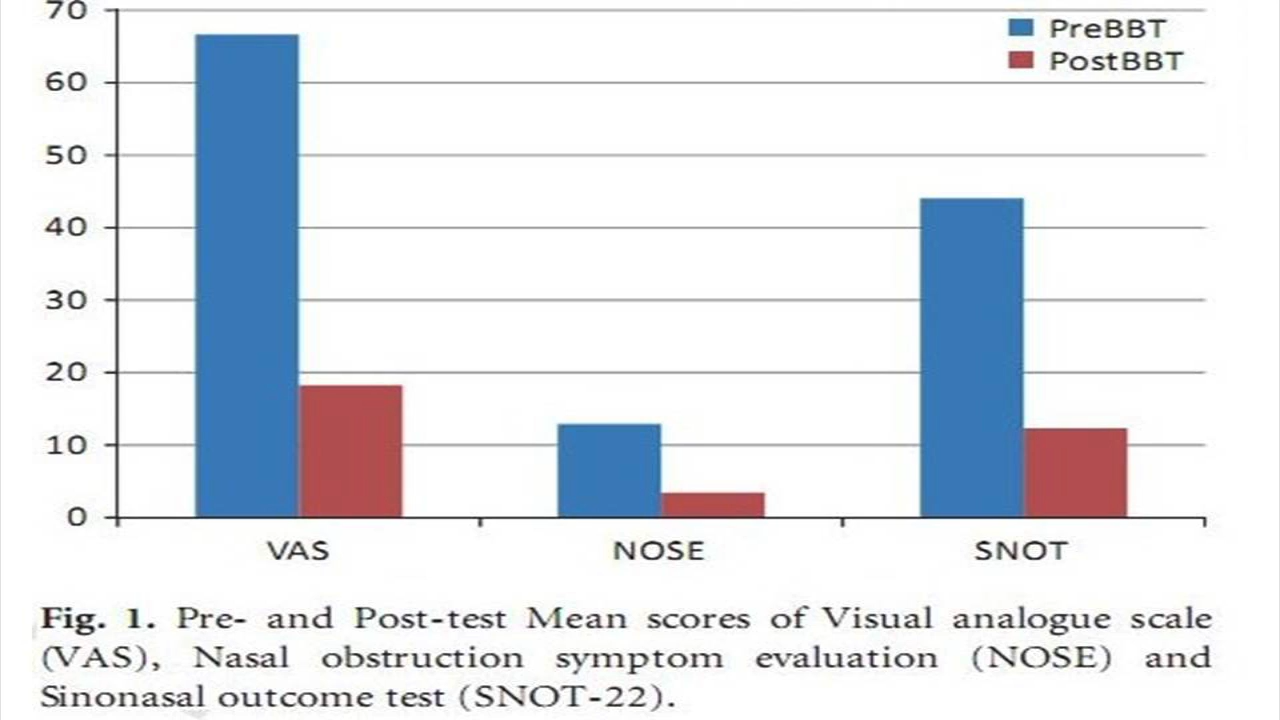 70
PreBBT
PostBBT
60
50
40
30
20
10
0
VAS NOSE SNOT
Fig. 1. Pre- and Post-test Mean scores of Visual analogue scale
(VAS), Nasal obstruction symptom evaluation (NOSE) and
Sinonasal outcome test (SNOT-22).